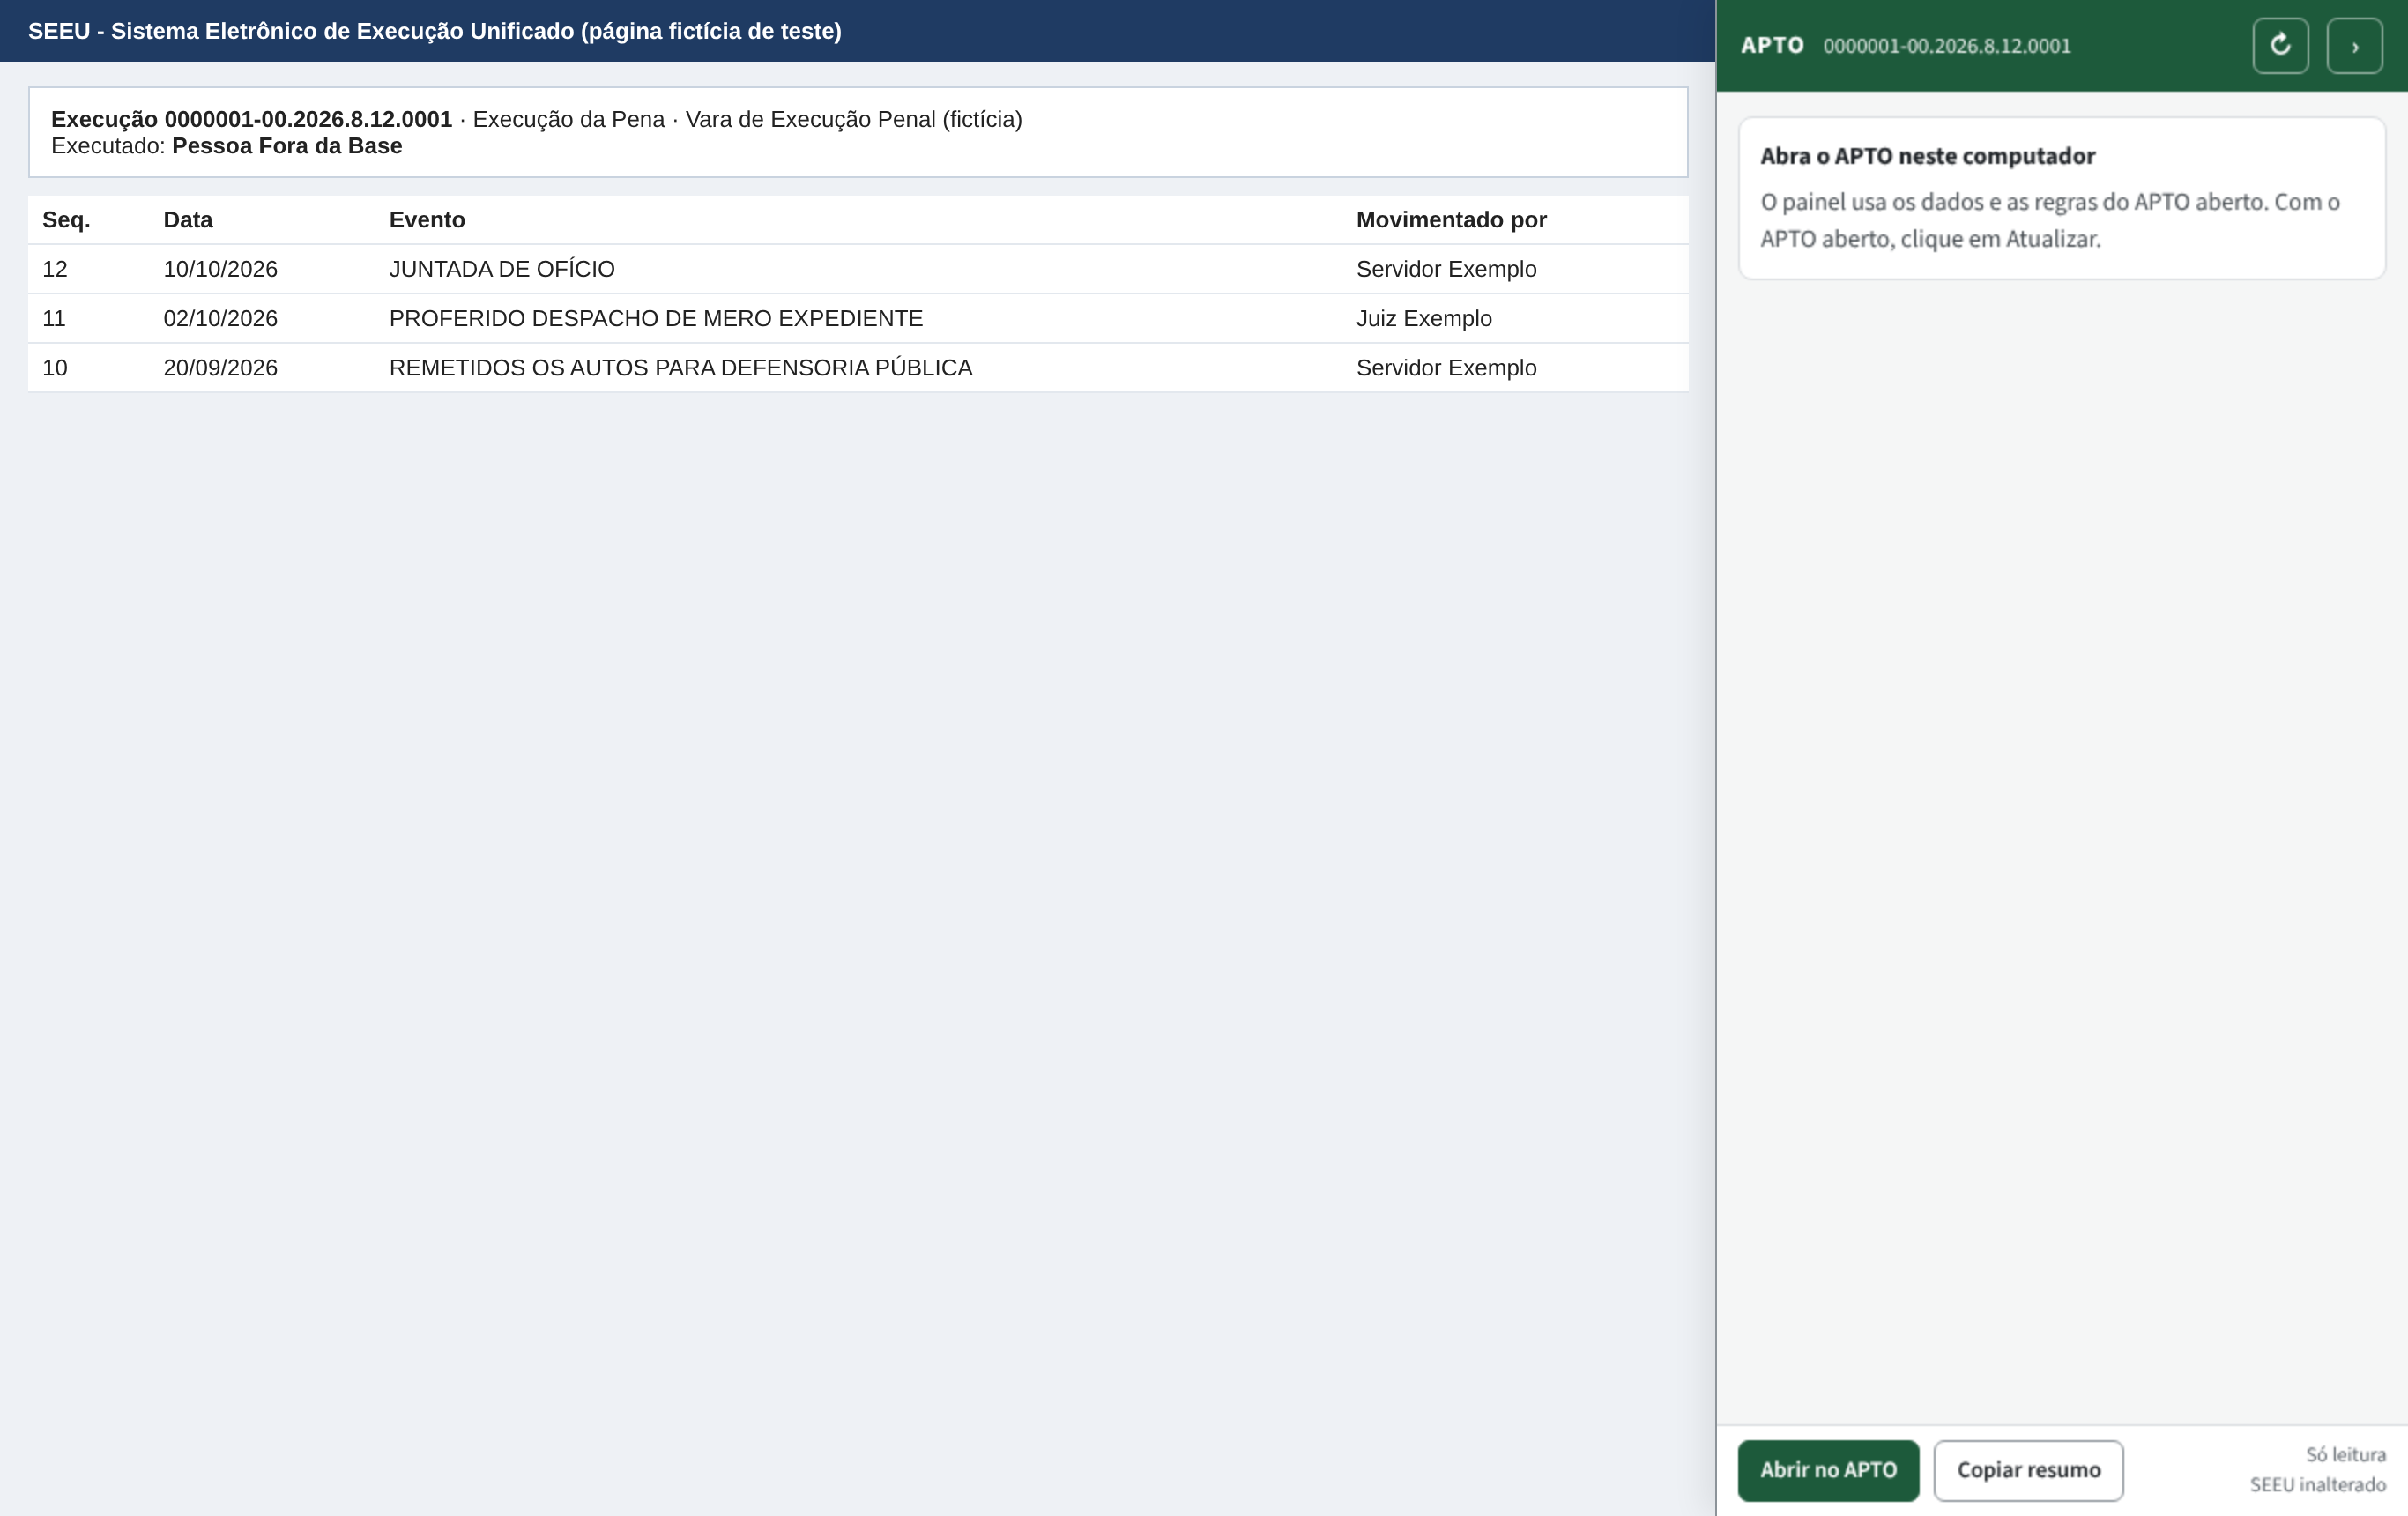 SEEU - Sistema Eletrônico de Execução Unificado (página fictícia de teste)
Execução 0000001-00.2026.8.12.0001 · Execução da Pena · Vara de Execução Penal (fictícia)
Executado: Pessoa Fora da Base
Seq. Data Evento Movimentado por
12 10/10/2026 JUNTADA DE OFÍCIO Servidor Exemplo
11 02/10/2026 PROFERIDO DESPACHO DE MERO EXPEDIENTE Juiz Exemplo
10 20/09/2026 REMETIDOS OS AUTOS PARA DEFENSORIA PÚBLICA Servidor Exemplo
APTO 0000001-00.2026.8.12.0001 ↻ ›
Abra o APTO neste computador
O painel usa os dados e as regras do APTO aberto. Com o
APTO aberto, clique em Atualizar.
Abrir no APTO Copiar resumo
Só leitura
SEEU inalterado